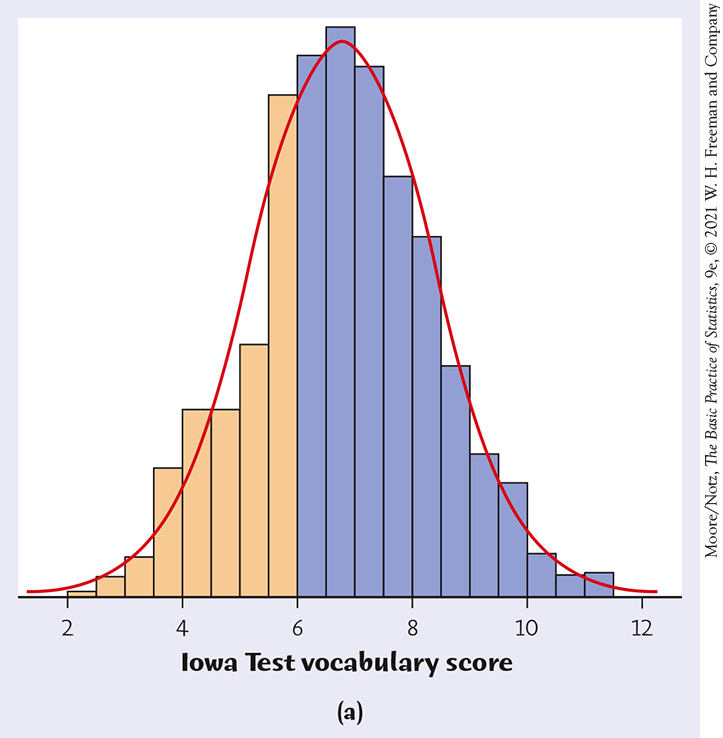 2 4 6 8 10 12
Iowa Test vocabulary score
(a)
Moore/Notz, The Basic Practice of Statistics, 9e, © 2021 W. H. Freeman and Company